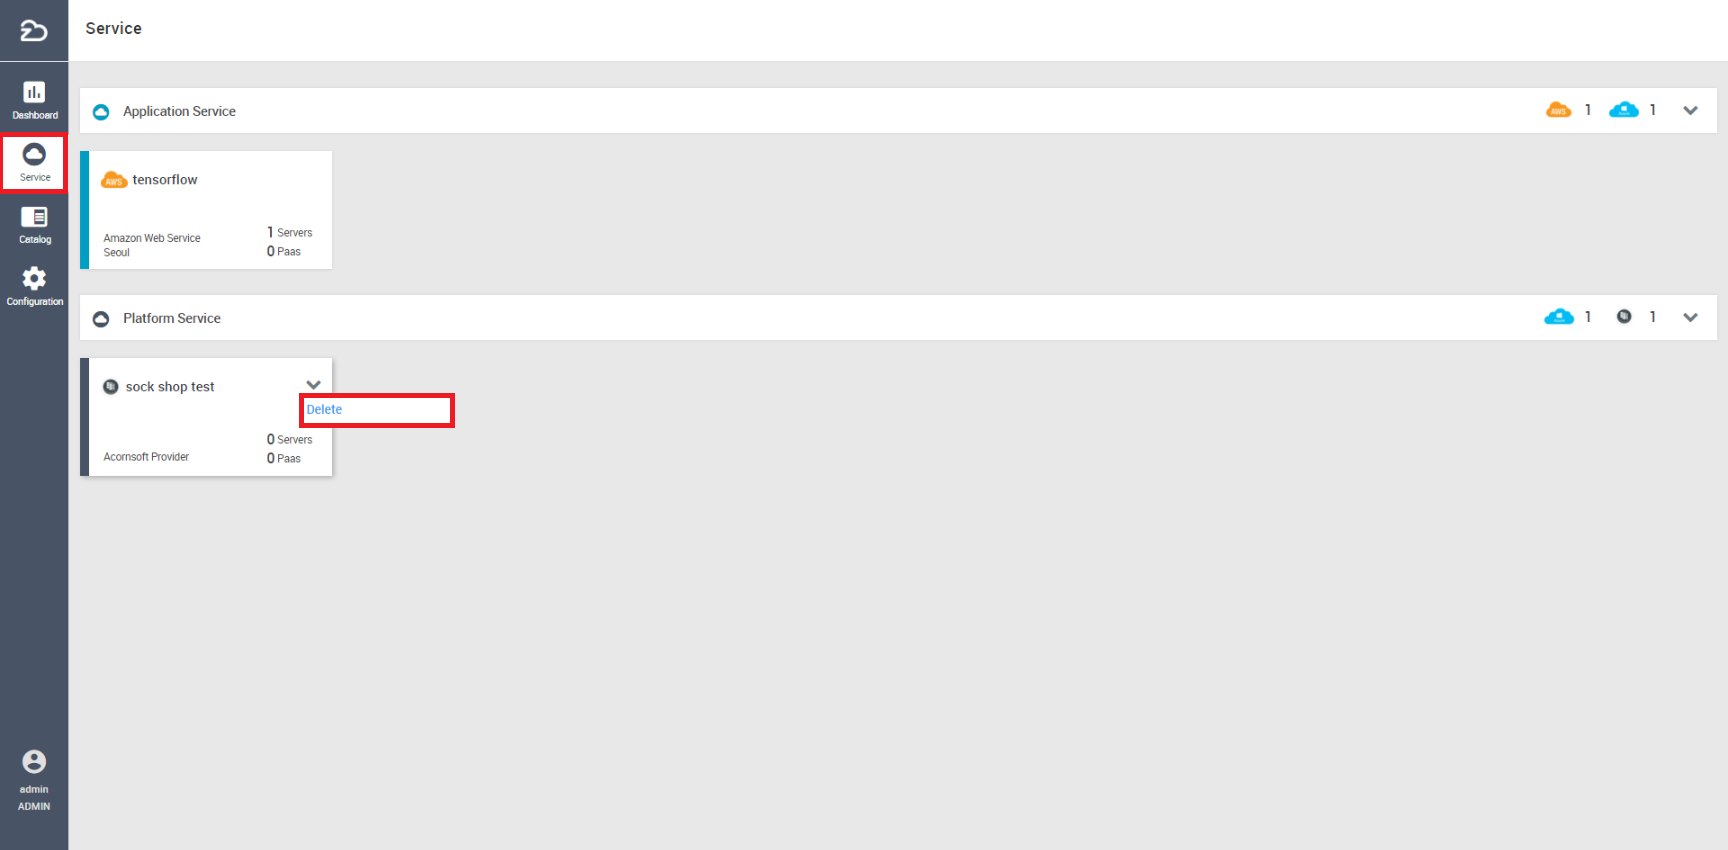 Service
Dashboard
Service
Catalog
Configuration
admin
ADMIN
Application Service
AWS 1 1
AWS tensorflow
Amazon Web Service
Seoul
1 Servers
0 Paas
Platform Service
1 1
sock shop test
Delete
Acornsoft Provider
0 Servers
0 Paas